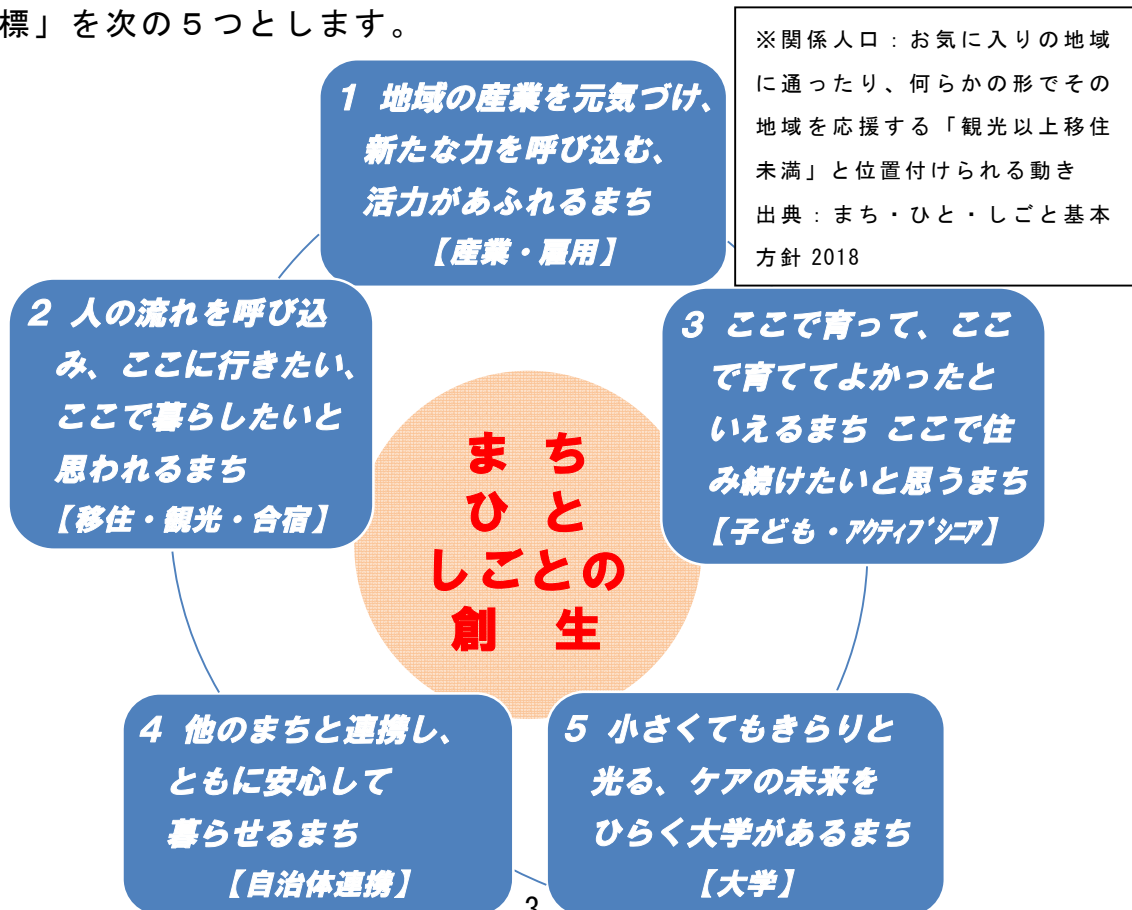 標」を次の５つとします。
※関係人口：お気に入りの地域
に通ったり、何らかの形でその
地域を応援する「観光以上移住
未満」と位置付けられる動き
出典：まち・ひと・しごと基本
方針 2018
1 地域の産業を元気づけ、
新たな力を呼び込む、
活力があふれるまち
【産業・雇用】
2 人の流れを呼び込
み、ここに行きたい、
ここで暮らしたいと
思われるまち
【移住・観光・合宿】
3 ここで育って、ここ
で育ててよかったと
いえるまち ここで住
み続けたいと思うまち
【子ども・ｱｸﾃｨﾌﾞｼﾆｱ】
まち
ひと
しごとの
創生
4 他のまちと連携し、
ともに安心して
暮らせるまち
【自治体連携】
5 小さくてもきらりと
光る、ケアの未来を
ひらく大学があるまち
【大学】
3